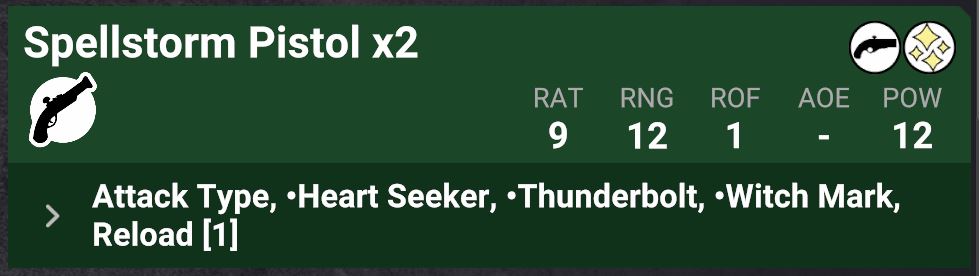 Spellstorm Pistol x2
RAT RNG ROF AOE POW
9 12 1 - 12
Attack Type, •Heart Seeker, •Thunderbolt, •Witch Mark,
Reload [1]